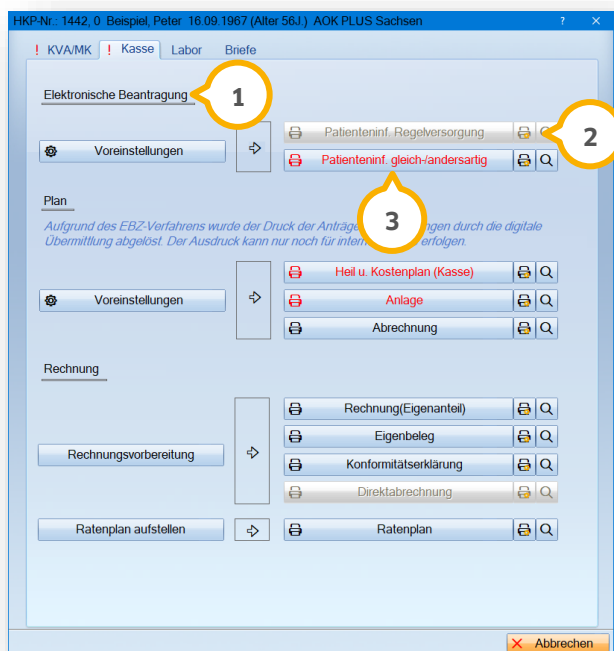 HKP-Nr.: 1442, 0 Beispiel, Peter 16.09.1967 (Alter 56J.) AOK PLUS Sachsen ? ×
! KVA/MK ! Kasse Labor Briefe
Elektronische Beantragung 1
Patienteninf. Regelversorgung 2
Voreinstellungen
Patienteninf. gleich-/andersartig
3
Plan
Aufgrund des EBZ-Verfahrens wurde der Druck der Anträge ngen durch die digitale
Übermittlung abgelöst. Der Ausdruck kann nur noch für intern erfolgen.
Heil u. Kostenplan (Kasse)
Voreinstellungen Anlage
Abrechnung
Rechnung
Rechnung(Eigenanteil)
Eigenbeleg
Rechnungsvorbereitung
Konformitätserklärung
Direktabrechnung
Ratenplan aufstellen Ratenplan
Abbrechen